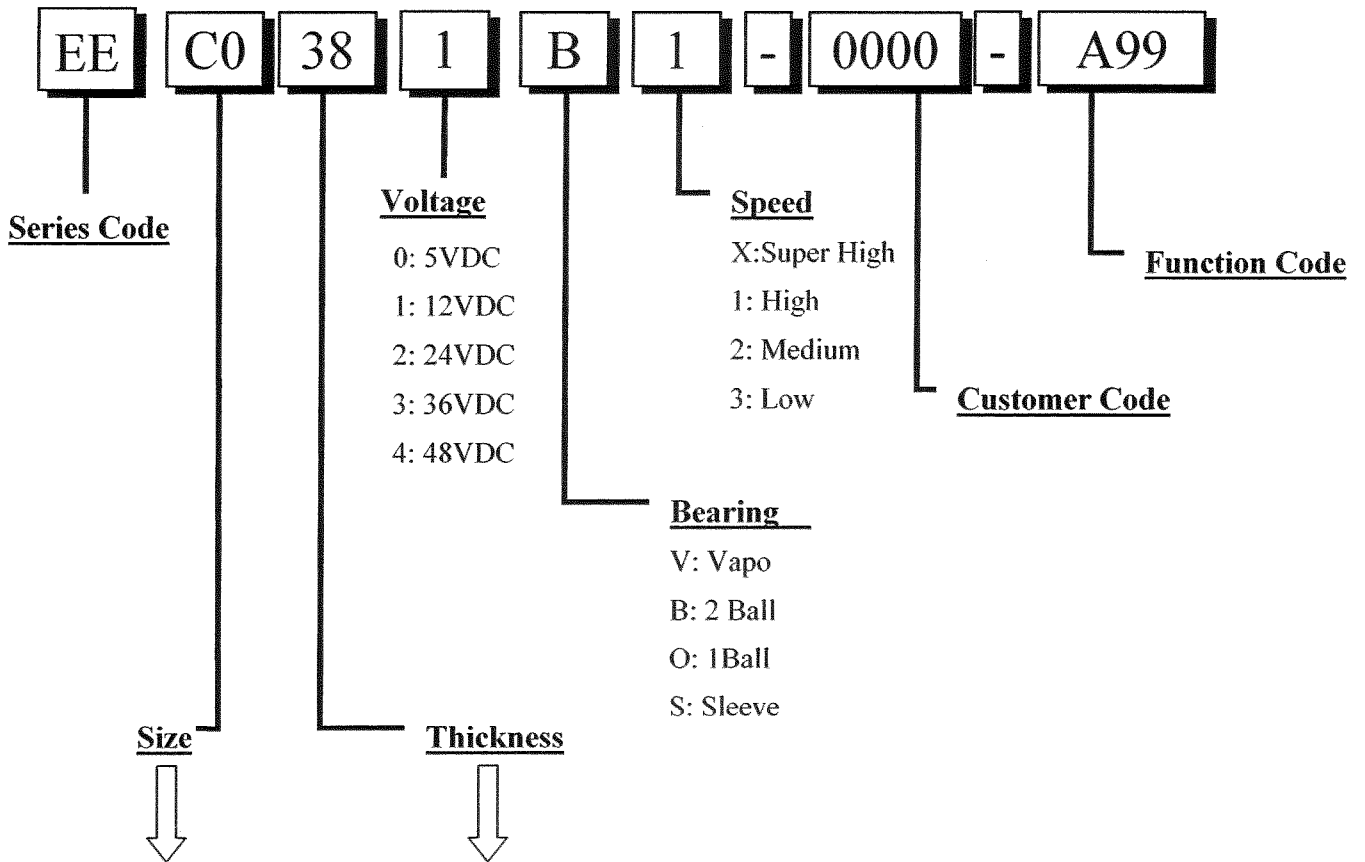 EE C0 38 1 B 1 - 0000 - A99
Series Code
Voltage
0: 5VDC
1: 12VDC
2: 24VDC
3: 36VDC
4: 48VDC
Speed
X:Super High
1: High
2: Medium
3: Low
Function Code
Customer Code
Bearing
V: Vapo
B: 2 Ball
O: 1Ball
S: Sleeve
Size
Thickness